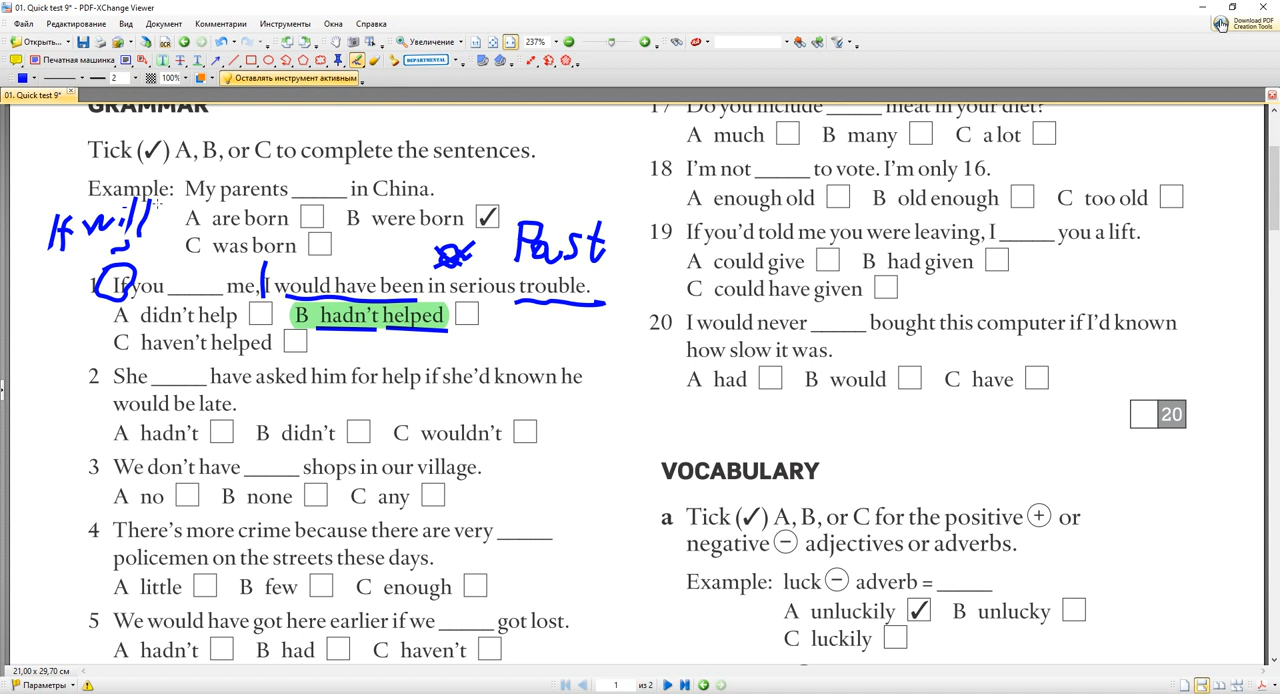 01. Quick test 9* - PDF-XChange Viewer
Файл Редактирование Вид Документ Комментарии Инструменты Окна Справка
Download PDF Creation Tools
Открыть... OCR Увеличение 237%
Печатная машинка DEPARTMENTAL
2 100% Оставлять инструмент активным
01. Quick test 9*
GRAMMAR
Tick (✓) A, B, or C to complete the sentences.
Example: My parents _____ in China.
A are born B were born ✓
C was born
If will
Past
1 If you _____ me, I would have been in serious trouble.
A didn't help B hadn't helped
C haven't helped
2 She _____ have asked him for help if she'd known he
would be late.
A hadn't B didn't C wouldn't
3 We don't have _____ shops in our village.
A no B none C any
4 There's more crime because there are very _____
policemen on the streets these days.
A little B few C enough
5 We would have got here earlier if we _____ got lost.
A hadn't B had C haven't
17 Do you include _____ meat in your diet?
A much B many C a lot
18 I'm not _____ to vote. I'm only 16.
A enough old B old enough C too old
19 If you'd told me you were leaving, I _____ you a lift.
A could give B had given
C could have given
20 I would never _____ bought this computer if I'd known
how slow it was.
A had B would C have
20
VOCABULARY
a Tick (✓) A, B, or C for the positive + or
negative − adjectives or adverbs.
Example: luck − adverb = _____
A unluckily ✓ B unlucky
C luckily
21,00 x 29,70 см
Параметры 1 из 2